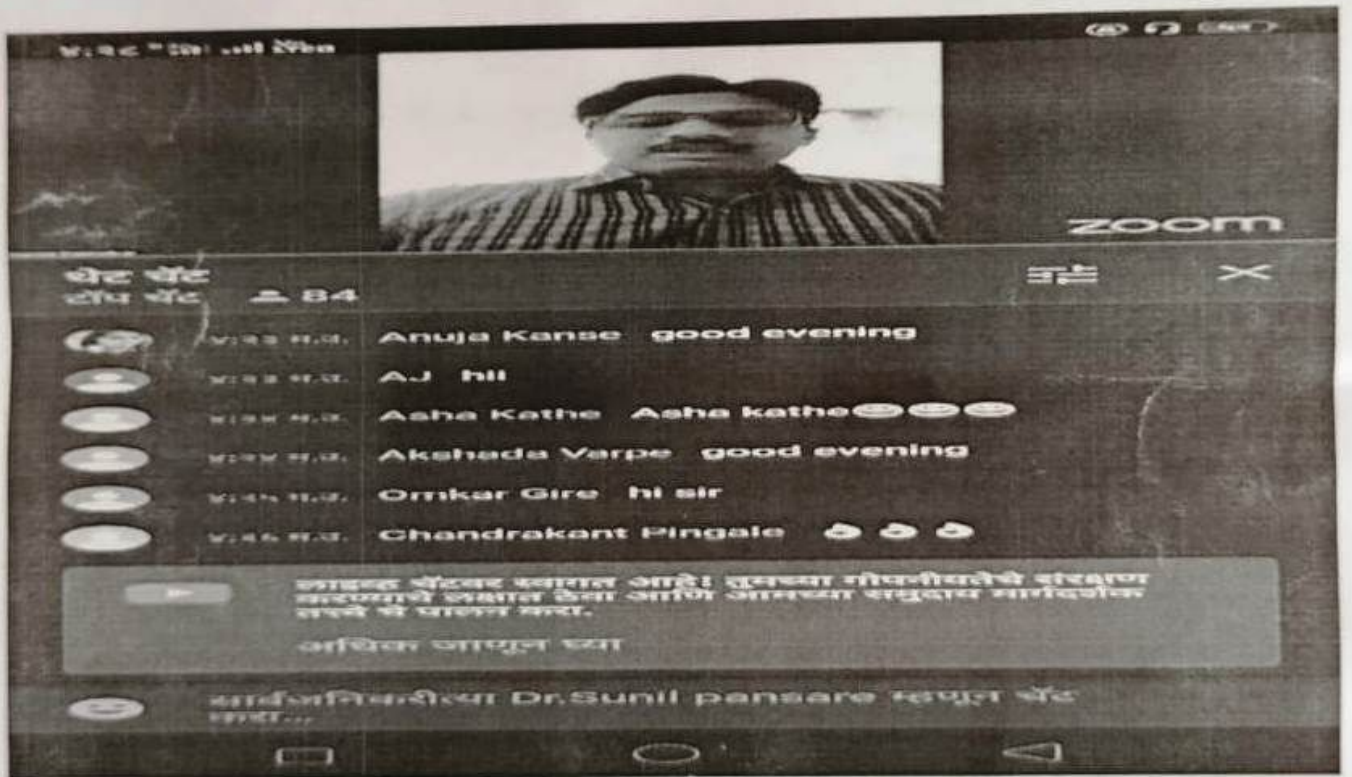 zoom
थेट चॅट
टॉप चॅट 84
Anuja Kanse good evening
AJ hii
Asha Kathe Asha kathe😊😊😊
Akshada Varpe good evening
Omkar Gire hi sir
Chandrakant Pingale 👌👌👌
लाइव्ह चॅटवर स्वागत आहे! तुमच्या गोपनीयतेचे संरक्षण
करण्याचे लक्षात ठेवा आणि आमच्या समुदाय मार्गदर्शक
तत्त्वे चे पालन करा.
अधिक जाणून घ्या
सार्वजनिकरीत्या Dr.Sunil pansare म्हणून चॅट
करा...